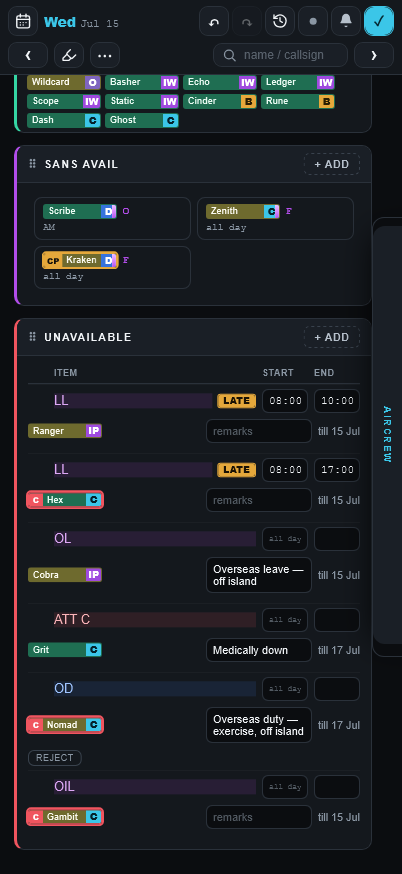 Wed Jul 15
name / callsign
Wildcard O Basher IW Echo IW Ledger IW
Scope IW Static IW Cinder B Rune B
Dash C Ghost C
SANS AVAIL + ADD
Scribe D O Zenith C F
AM all day
CP Kraken D F
all day
UNAVAILABLE + ADD
ITEM START END
LL LATE 08:00 10:00
Ranger IP remarks till 15 Jul
LL LATE 08:00 17:00
C Hex C remarks till 15 Jul
OL all day
Cobra IP Overseas leave — off island till 15 Jul
ATT C all day
Grit C Medically down till 17 Jul
OD all day
C Nomad C Overseas duty — exercise, off island till 17 Jul
REJECT
OIL all day
C Gambit C remarks till 15 Jul
AIRCREW